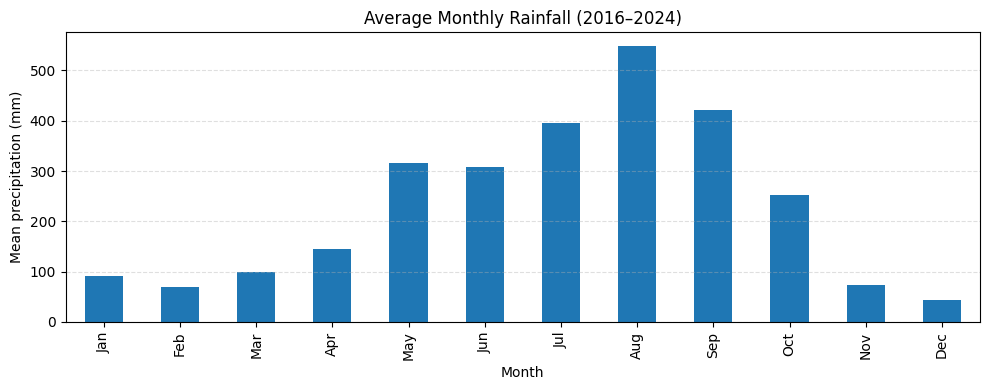 Average Monthly Rainfall (2016–2024)
Mean precipitation (mm)
500
400
300
200
100
0
Jan
Feb
Mar
Apr
May
Jun
Jul
Aug
Sep
Oct
Nov
Dec
Month